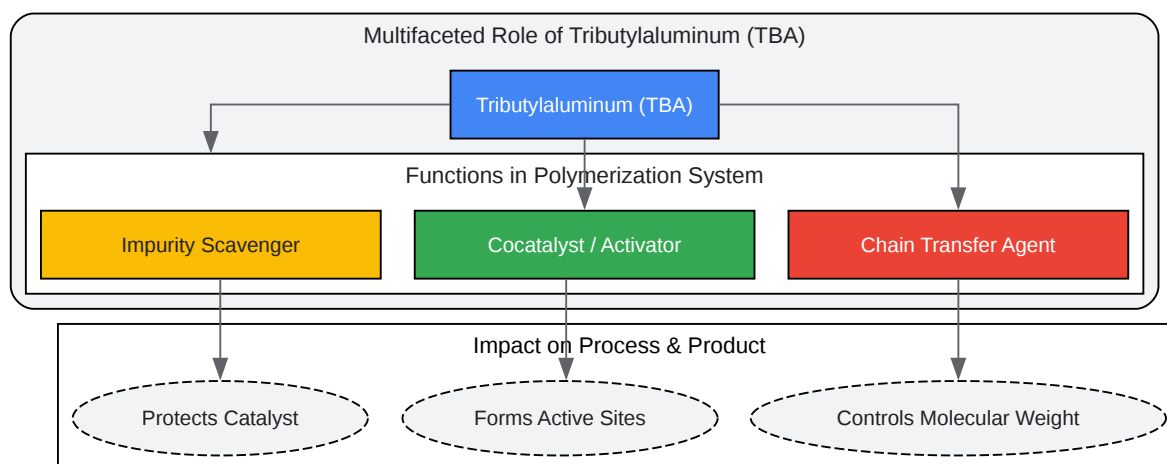 Multifaceted Role of Tributylaluminum (TBA)
Tributylaluminum (TBA)
Functions in Polymerization System
Impurity Scavenger
Cocatalyst / Activator
Chain Transfer Agent
Impact on Process & Product
Protects Catalyst
Forms Active Sites
Controls Molecular Weight